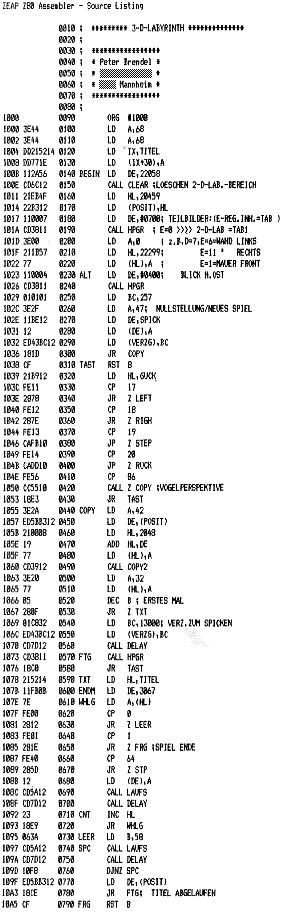 ZEAP Z80 Assembler - Source Listing
0010 ; ********* 3-D-LABYRINTH *********
0020 ;
0030 ; *****************
0040 ; * Peter Brendel *
0050 ; * *
0060 ; * Mannheim *
0070 ; *****************
0080 ;
1000 0090 ORG #1000
1000 3E44 0100 LD A,68
1002 3E44 0110 LD A,68
1004 DD215214 0120 LD IX,TITEL
1008 DD771E 0130 LD (IX+30),A
100B 112A56 0140 BEGIN LD DE,22058
100E CD6C12 0150 CALL CLEAR ;LOESCHEN 2-D-LAB.-BEREICH
1011 21EB4F 0160 LD HL,20459
1014 22B312 0170 LD (POSIT),HL
1017 110007 0180 LD DE,#0700; TEILBILDER:(E-REG.INH.=TAB )
101A CD3811 0190 CALL HPGR ; E=0 >>>> 2-D-LAB =TAB1
101D 3E00 0200 LD A,0 ; z.B,D=7,E=6=WAND LINKS
101F 211B57 0210 LD HL,22299; E=11 " RECHTS
1022 77 0220 LD (HL),A ; E=1=MAUER FRONT
1023 110004 0230 ALT LD DE,#0400; BLICK N.OST
1026 CD3811 0240 CALL HPGR
1029 010101 0250 LD BC,257
102C 3E2F 0260 LD A,47; NULLSTELLUNG/NEUES SPIEL
102E 11BE12 0270 LD DE,SPICK
1031 12 0280 LD (DE),A
1032 ED43BC12 0290 LD (VERZG),BC
1036 181D 0300 JR COPY
1038 CF 0310 TAST RST 8
1039 21B912 0320 LD HL,GUCK
103C FE11 0330 CP 17
103E 2878 0340 JR Z LEFT
1040 FE12 0350 CP 18
1042 287E 0360 JR Z RIGH
1044 FE13 0370 CP 19
1046 CAFB10 0380 JP Z STEP
1049 FE14 0390 CP 20
104B CADD10 0400 JP Z RUCK
104E FE56 0410 CP 86
1050 CC5510 0420 CALL Z COPY ;VOGELPERSPEKTIVE
1053 18E3 0430 JR TAST
1055 3E2A 0440 COPY LD A,42
1057 ED5BB312 0450 LD DE,(POSIT)
105B 210008 0460 LD HL,2048
105E 19 0470 ADD HL,DE
105F 77 0480 LD (HL),A
1060 CD3912 0490 CALL COPY2
1063 3E20 0500 LD A,32
1065 77 0510 LD (HL),A
1066 05 0520 DEC B ; ERSTES MAL
1067 280F 0530 JR Z TXT
1069 01C832 0540 LD BC,13000; VERZ.ZUM SPICKEN
106C ED43BC12 0550 LD (VERZG),BC
1070 CD7D12 0560 CALL DELAY
1073 CD3811 0570 FTG CALL HPGR
1076 18C0 0580 JR TAST
1078 215214 0590 TXT LD HL,TITEL
107B 11FB0B 0600 ENDM LD DE,3067
107E 7E 0610 WHLG LD A,(HL)
107F FE00 0620 CP 0
1081 2812 0630 JR Z LEER
1083 FE01 0640 CP 1
1085 281E 0650 JR Z FRG ;SPIEL ENDE
1087 FE40 0660 CP 64
1089 285D 0670 JR Z STP
108B 12 0680 LD (DE),A
108C CD5A12 0690 CALL LAUFS
108F CD7D12 0700 CALL DELAY
1092 23 0710 CNT INC HL
1093 18E9 0720 JR WHLG
1095 063A 0730 LEER LD B,58
1097 CD5A12 0740 SPC CALL LAUFS
109A CD7D12 0750 CALL DELAY
109D 10F8 0760 DJNZ SPC
109F ED5BB312 0770 LD DE,(POSIT)
10A3 18CE 0780 JR FTG; TITEL ABGELAUFEN
10A5 CF 0790 FRG RST 8